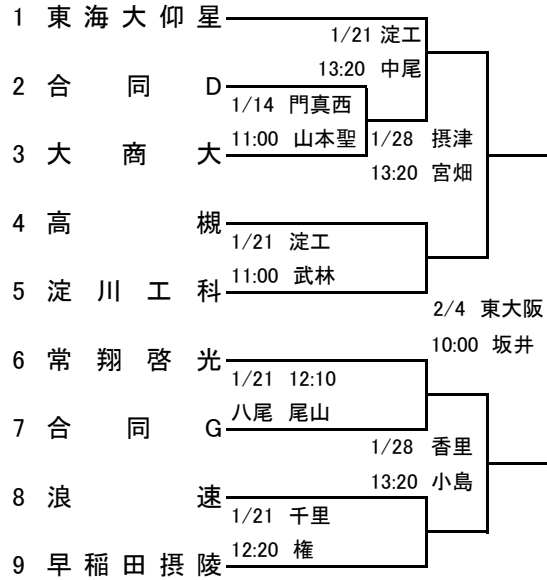 1 東海大仰星
1/21 淀工
13:20 中尾
2 合同D
1/14 門真西
11:00 山本聖
3 大商大
1/28 摂津
13:20 宮畑
4 高槻
1/21 淀工
11:00 武林
5 淀川工科
2/4 東大阪
10:00 坂井
6 常翔啓光
1/21 12:10
八尾 尾山
7 合同G
1/28 香里
13:20 小島
8 浪速
1/21 千里
12:20 権
9 早稲田摂陵